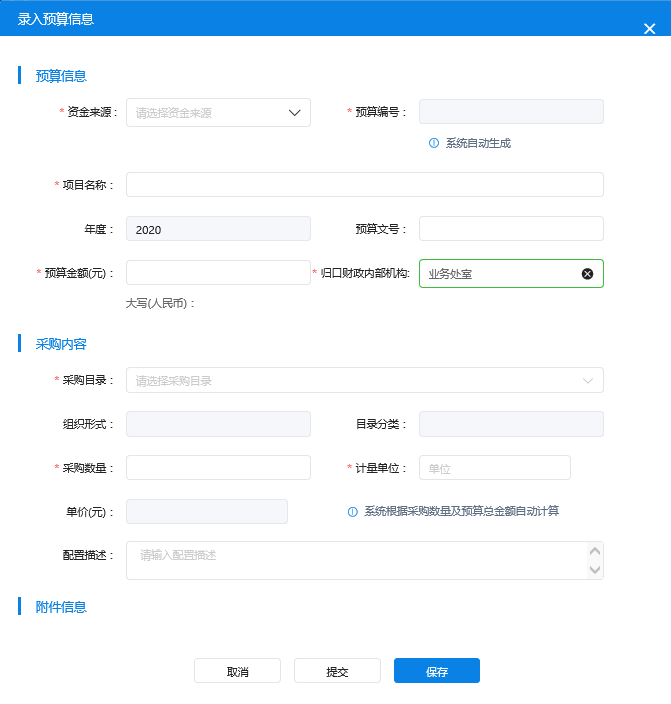 录入预算信息
预算信息
* 资金来源： 请选择资金来源 * 预算编号：
系统自动生成
* 项目名称：
年度： 2020 预算文号：
* 预算金额(元)： * 归口财政内部机构: 业务处室
大写(人民币)：
采购内容
* 采购目录： 请选择采购目录
组织形式： 目录分类：
* 采购数量： * 计量单位： 单位
单价(元)： 系统根据采购数量及预算总金额自动计算
配置描述： 请输入配置描述
附件信息
取消 提交 保存